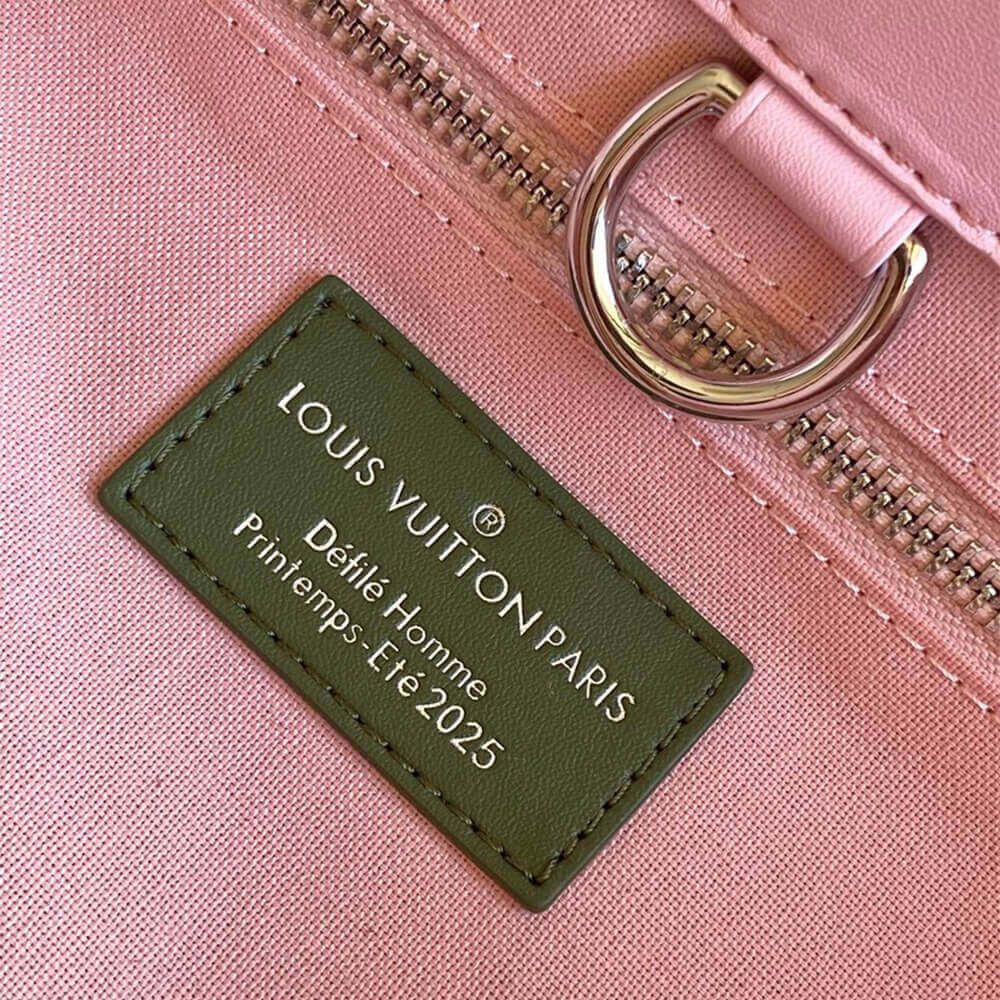 LOUIS VUITTON PARIS
®
Défilé Homme
Printemps-Eté 2025